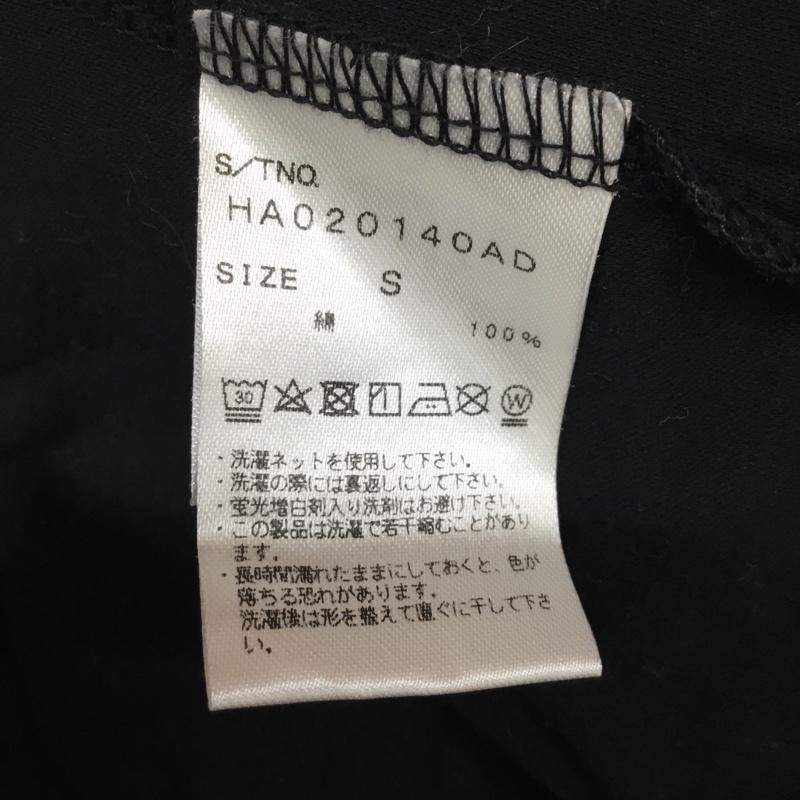 S/TNO.
HA020140AD
SIZE S
綿 100%
30 W
・洗濯ネットを使用して下さい。
・洗濯の際には裏返しにして下さい。
・蛍光増白剤入り洗剤はお避け下さい。
・この製品は洗濯で若干縮むことがあり
ます。
・長時間濡れたままにしておくと、色が
落ちる恐れがあります。
洗濯後は形を整えて直ぐに干して下さ
い。